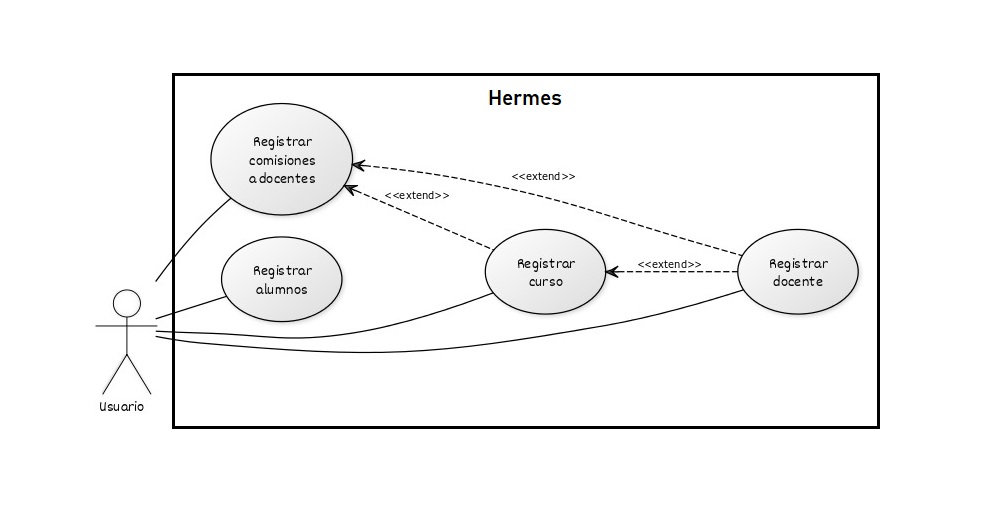 Hermes
Registrar
comisiones
a docentes
<<extend>>
<<extend>>
Registrar
alumnos
Registrar
curso
<<extend>>
Registrar
docente
Usuario